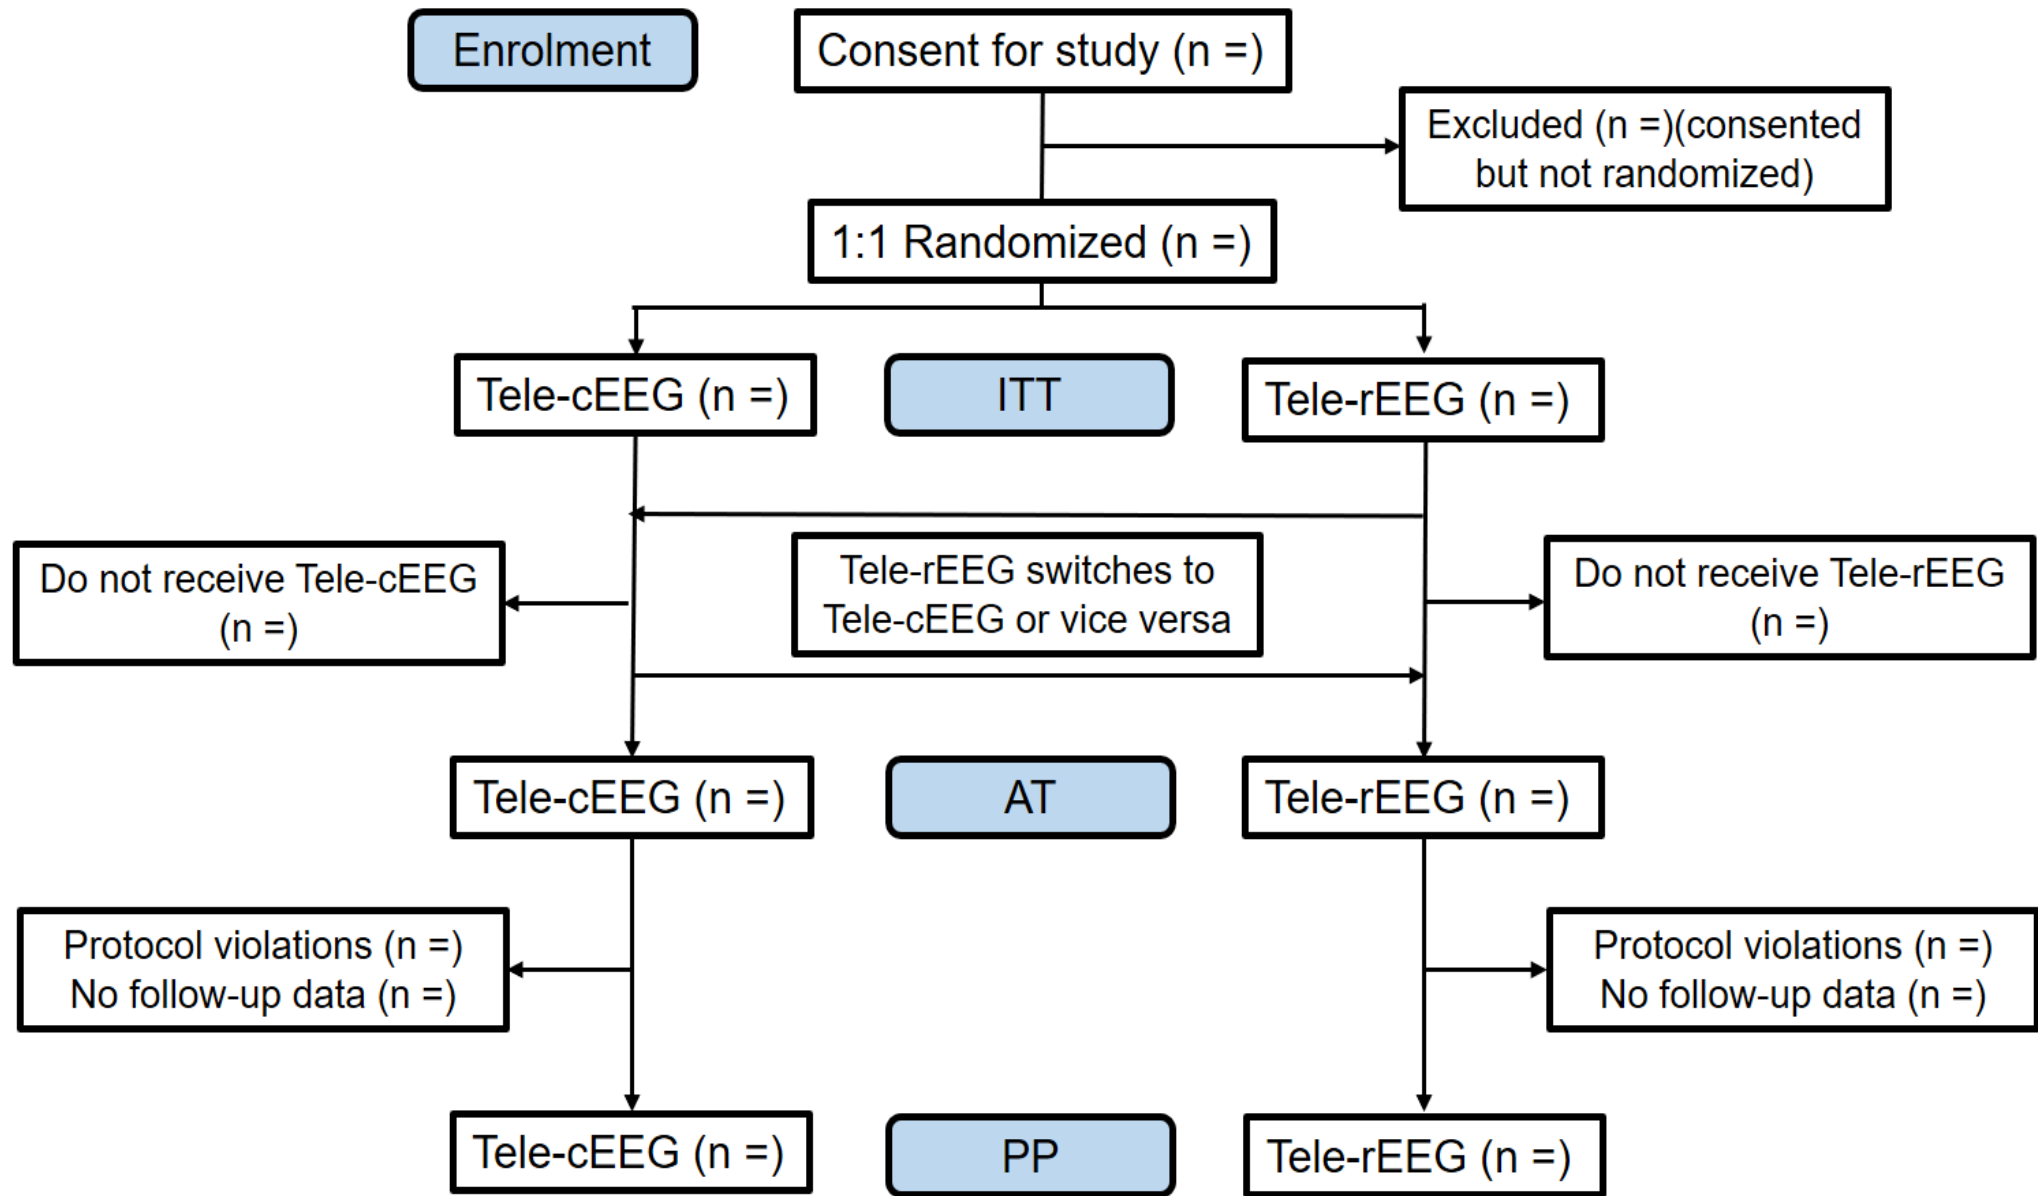 Enrolment
Consent for study (n =)
Excluded (n =)(consented
but not randomized)
1:1 Randomized (n =)
Tele-cEEG (n =)
ITT
Tele-rEEG (n =)
Do not receive Tele-cEEG
(n =)
Tele-rEEG switches to
Tele-cEEG or vice versa
Do not receive Tele-rEEG
(n =)
Tele-cEEG (n =)
AT
Tele-rEEG (n =)
Protocol violations (n =)
No follow-up data (n =)
Protocol violations (n =)
No follow-up data (n =)
Tele-cEEG (n =)
PP
Tele-rEEG (n =)